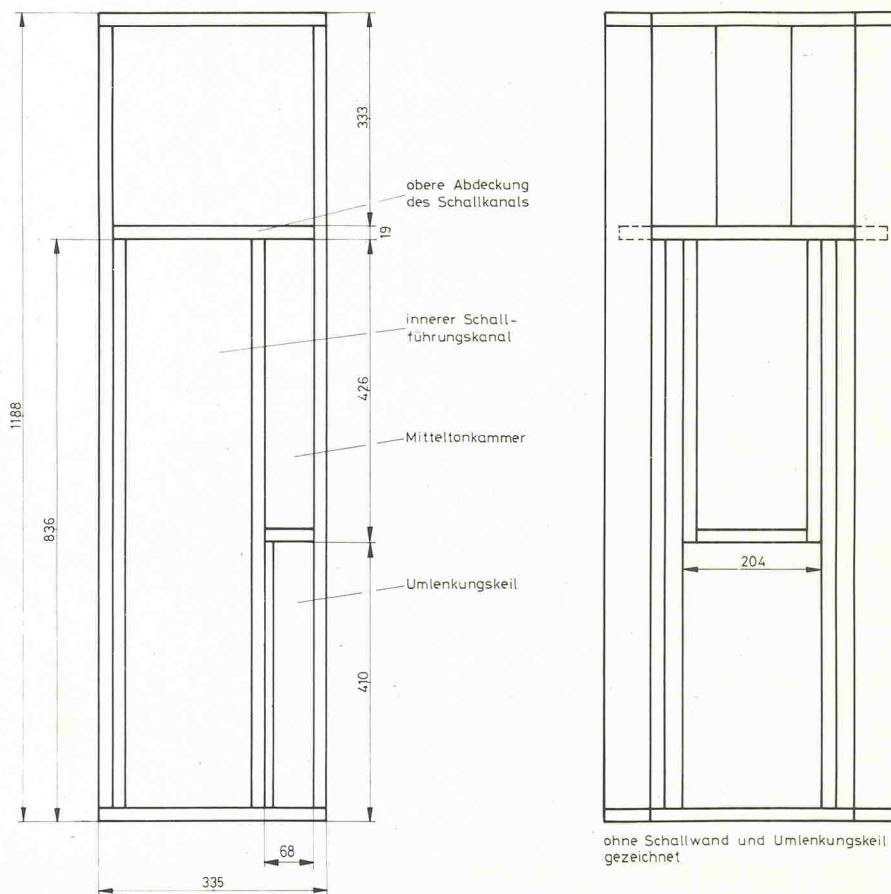 333
obere Abdeckung
des Schallkanals
19
innerer Schall-
führungskanal
426
1188
Mitteltonkammer
836
204
Umlenkungskeil
410
ohne Schallwand und Umlenkungskeil
gezeichnet
68
335